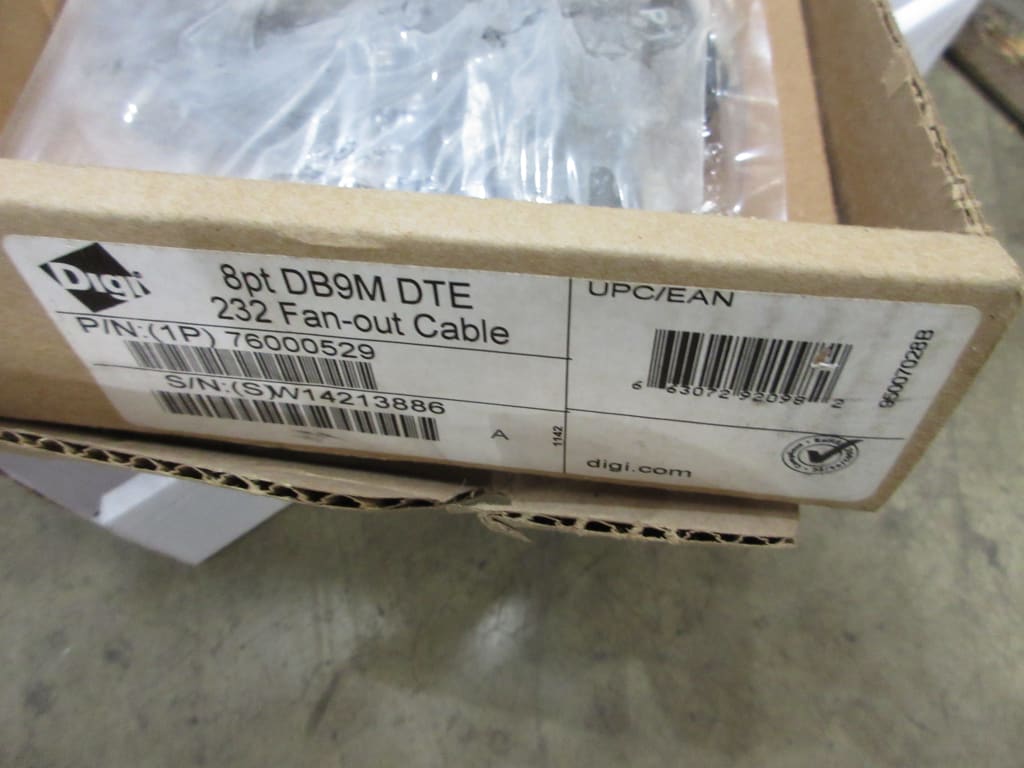 Digi
8pt DB9M DTE
232 Fan-out Cable
P/N:(1P) 76000529
S/N:(S)W14213886
A
1142
UPC/EAN
6 63072 92098 2
digi.com
95007028B